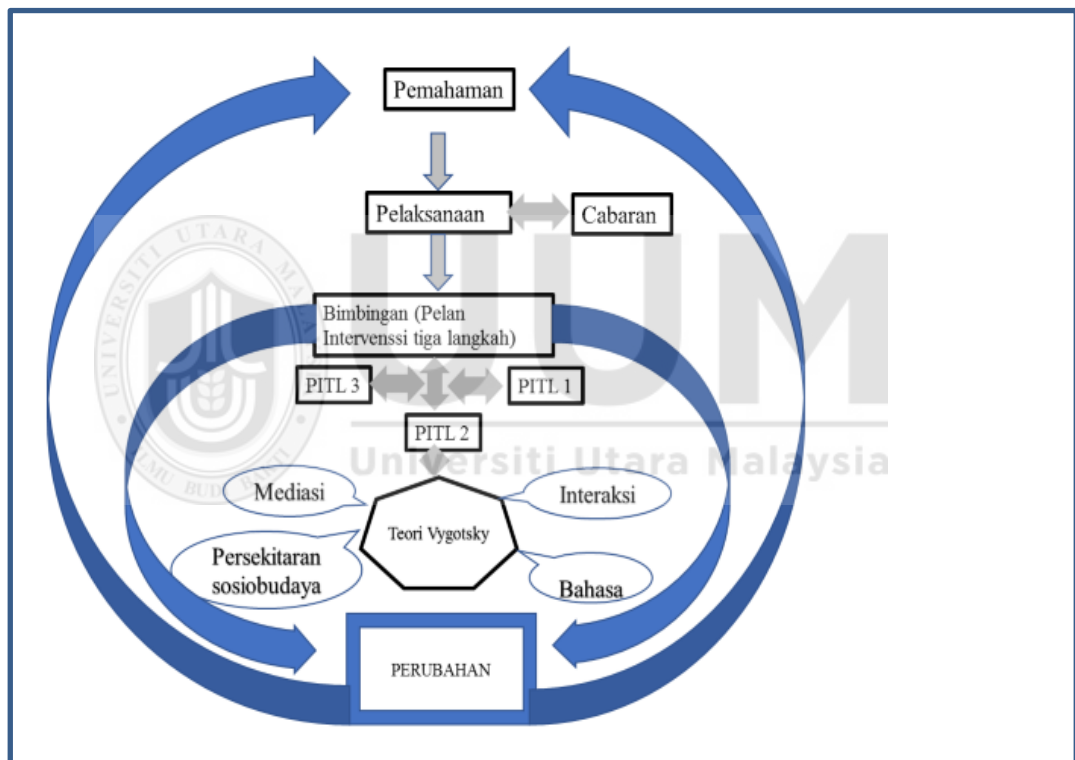 Pemahaman
Pelaksanaan
Cabaran
Bimbingan (Pelan
Intervenssi tiga langkah)
PITL 3
PITL 1
PITL 2
Mediasi
Interaksi
Teori Vygotsky
Persekitaran
sosiobudaya
Bahasa
PERUBAHAN
UUM
Universiti Utara Malaysia